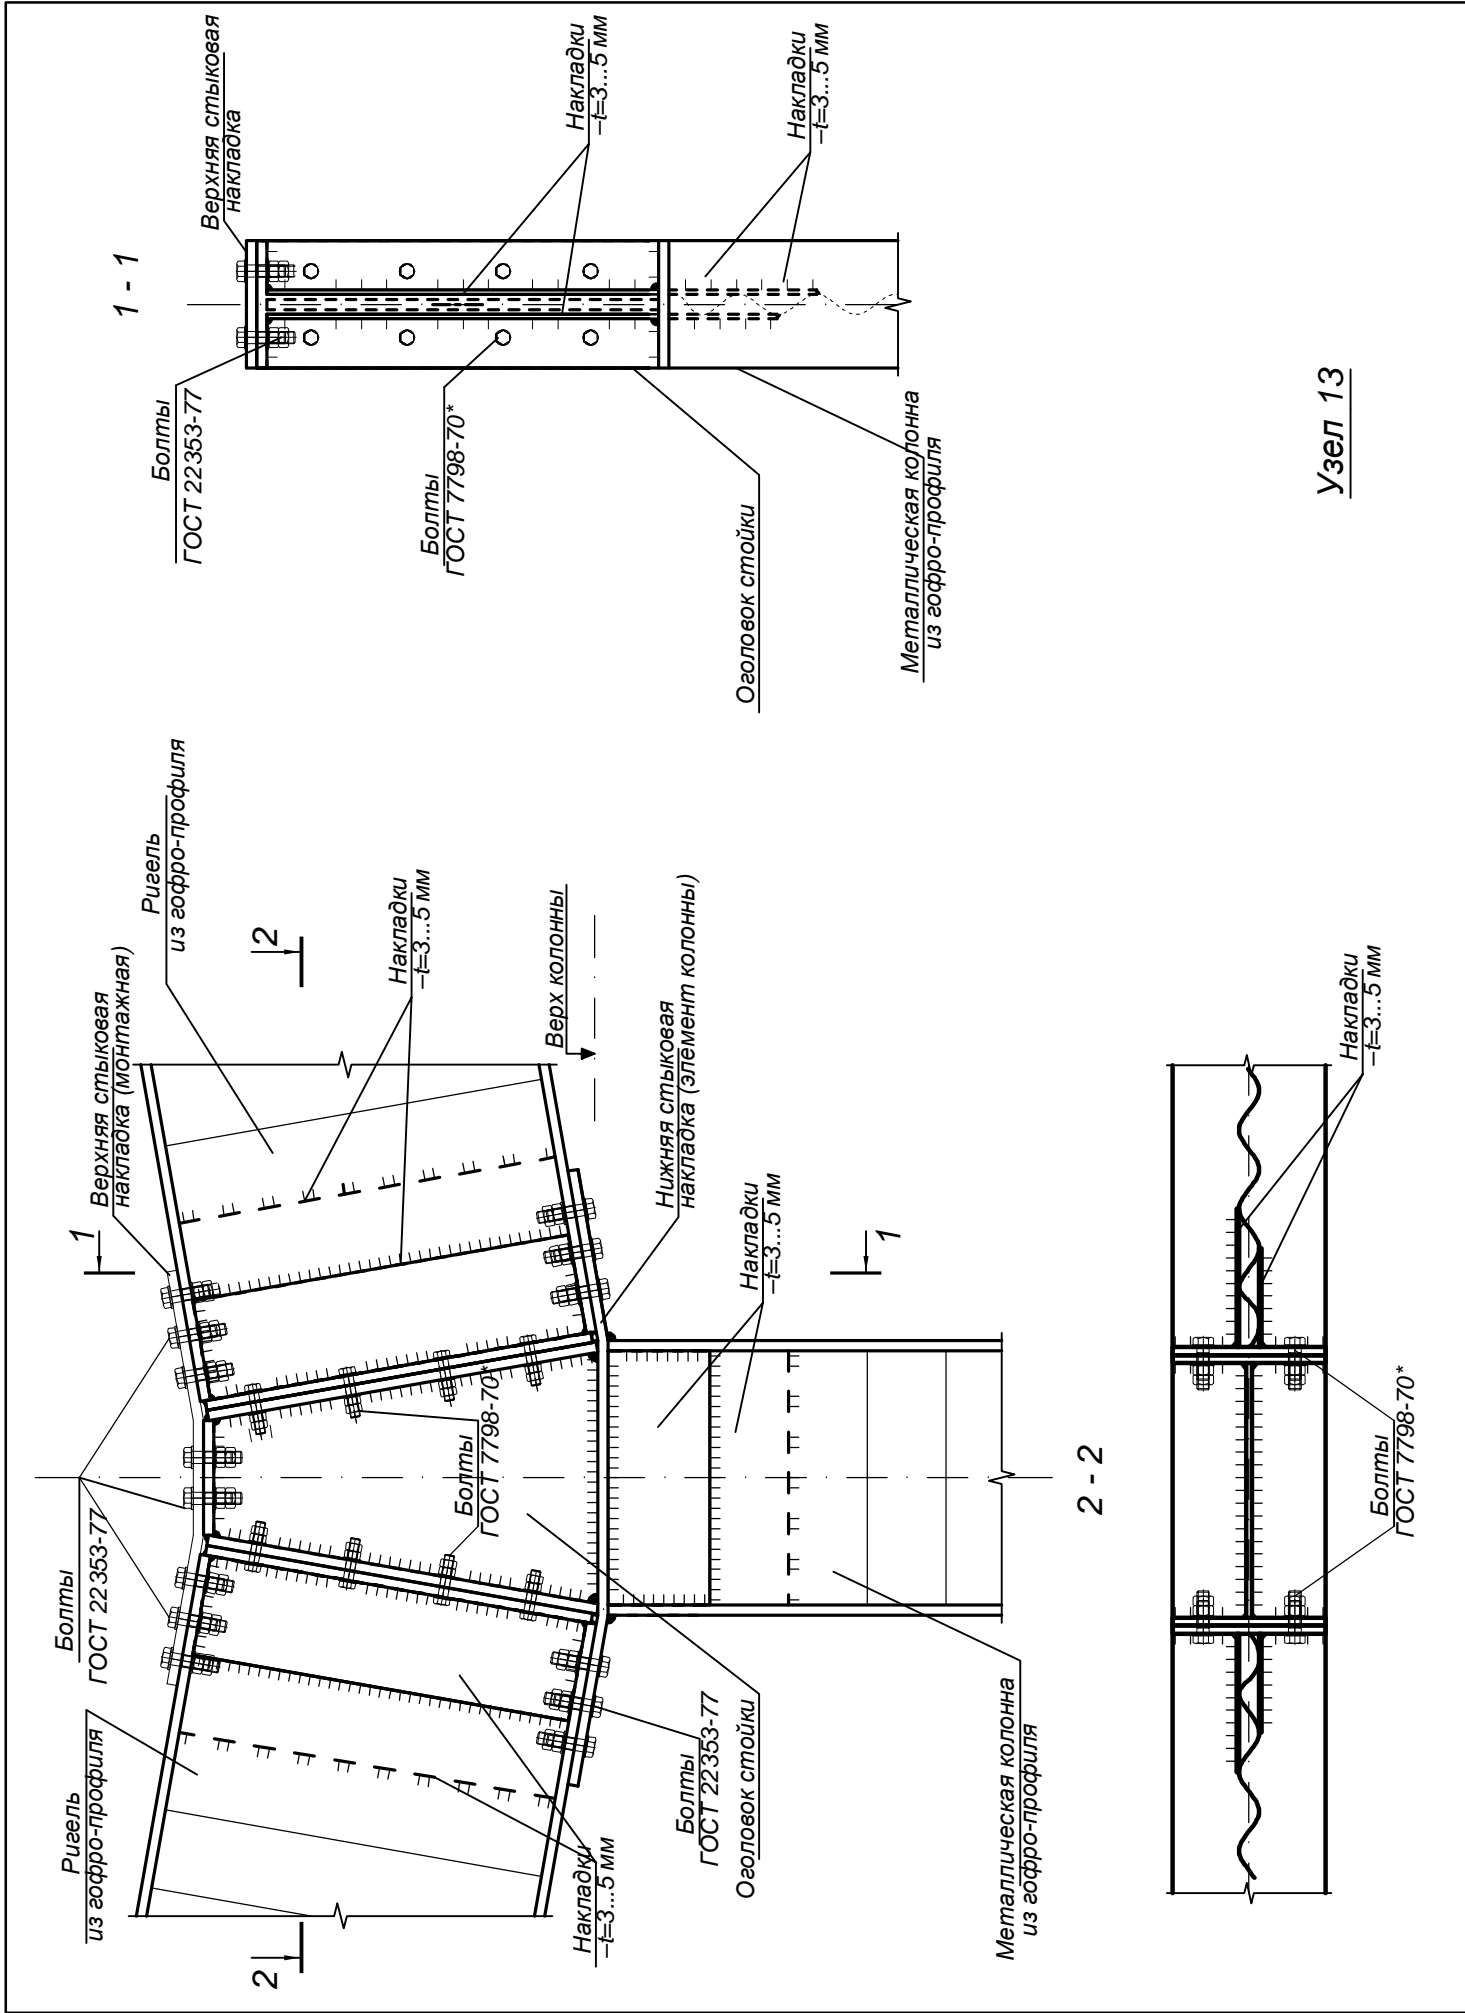 Ригель
из гофро-профиля
Болты
ГОСТ 22353-77
Верхняя стыковая
накладка (монтажная)
Ригель
из гофро-профиля
2
2
1
1
Накладки
–t=3...5 мм
Верх колонны
Нижняя стыковая
накладка (элемент колонны)
Накладки
–t=3...5 мм
Болты
ГОСТ 7798-70*
Накладки
–t=3...5 мм
Болты
ГОСТ 22353-77
Оголовок стойки
Металлическая колонна
из гофро-профиля
1 - 1
Верхняя стыковая
накладка
Болты
ГОСТ 22353-77
Накладки
–t=3...5 мм
Болты
ГОСТ 7798-70*
Накладки
–t=3...5 мм
Оголовок стойки
Металлическая колонна
из гофро-профиля
2 - 2
Накладки
–t=3...5 мм
Болты
ГОСТ 7798-70*
Узел 13